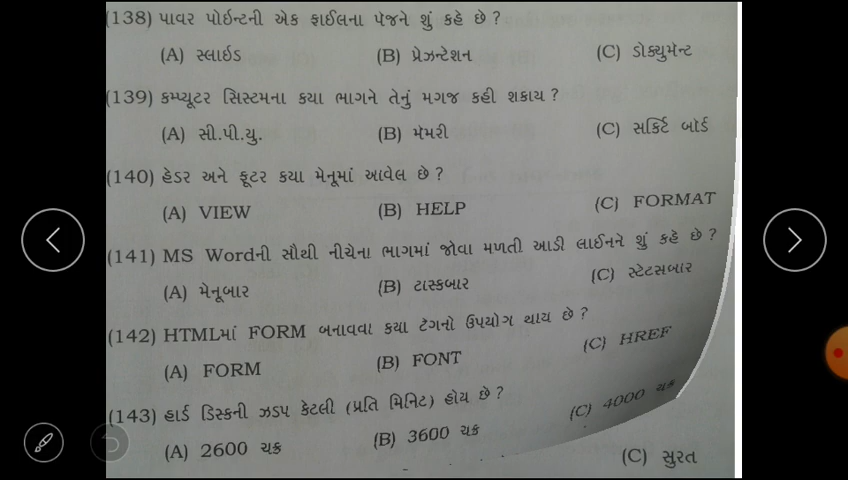 (138) પાવર પોઇન્ટની એક ફાઈલના પેજને શું કહે છે ?
(A) સ્લાઇડ (B) પ્રેઝન્ટેશન (C) ડોક્યુમેન્ટ
(139) કમ્પ્યૂટર સિસ્ટમના કયા ભાગને તેનું મગજ કહી શકાય ?
(A) સી.પી.યુ. (B) મેમરી (C) સર્કિટ બોર્ડ
(140) હેડર અને ફૂટર કયા મેનૂમાં આવેલ છે ?
(A) VIEW (B) HELP (C) FORMAT
(141) MS Wordની સૌથી નીચેના ભાગમાં જોવા મળતી આડી લાઈનને શું કહે છે ?
(A) મેનૂબાર (B) ટાસ્કબાર (C) સ્ટેટસબાર
(142) HTMLમાં FORM બનાવવા કયા ટેગનો ઉપયોગ થાય છે ?
(A) FORM (B) FONT (C) HREF
(143) હાર્ડ ડિસ્કની ઝડપ કેટલી (પ્રતિ મિનિટ) હોય છે ?
(A) 2600 ચક્ર (B) 3600 ચક્ર (C) 4000 ચક્ર
(C) સુરત